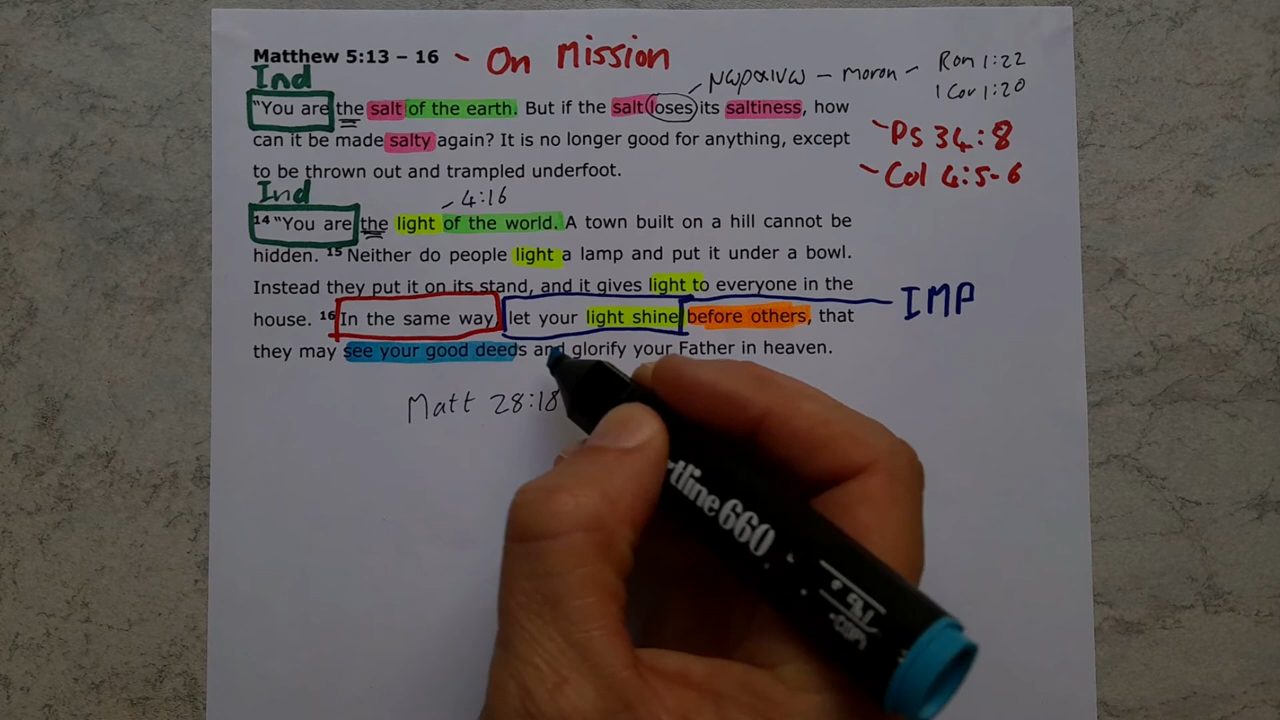 Matthew 5:13 – 16 ~ On Mission
Ind
μωραινω – moron – Rom 1:22
1 Cor 1:20
"You are the salt of the earth. But if the salt loses its saltiness, how
can it be made salty again? It is no longer good for anything, except
to be thrown out and trampled underfoot.
~ Ps 34:8
~ Col 4:5-6
Ind
4:16
14 "You are the light of the world. A town built on a hill cannot be
hidden. 15 Neither do people light a lamp and put it under a bowl.
Instead they put it on its stand, and it gives light to everyone in the
house. 16 In the same way, let your light shine before others, that
IMP
they may see your good deeds and glorify your Father in heaven.
Matt 28:18
artline 660